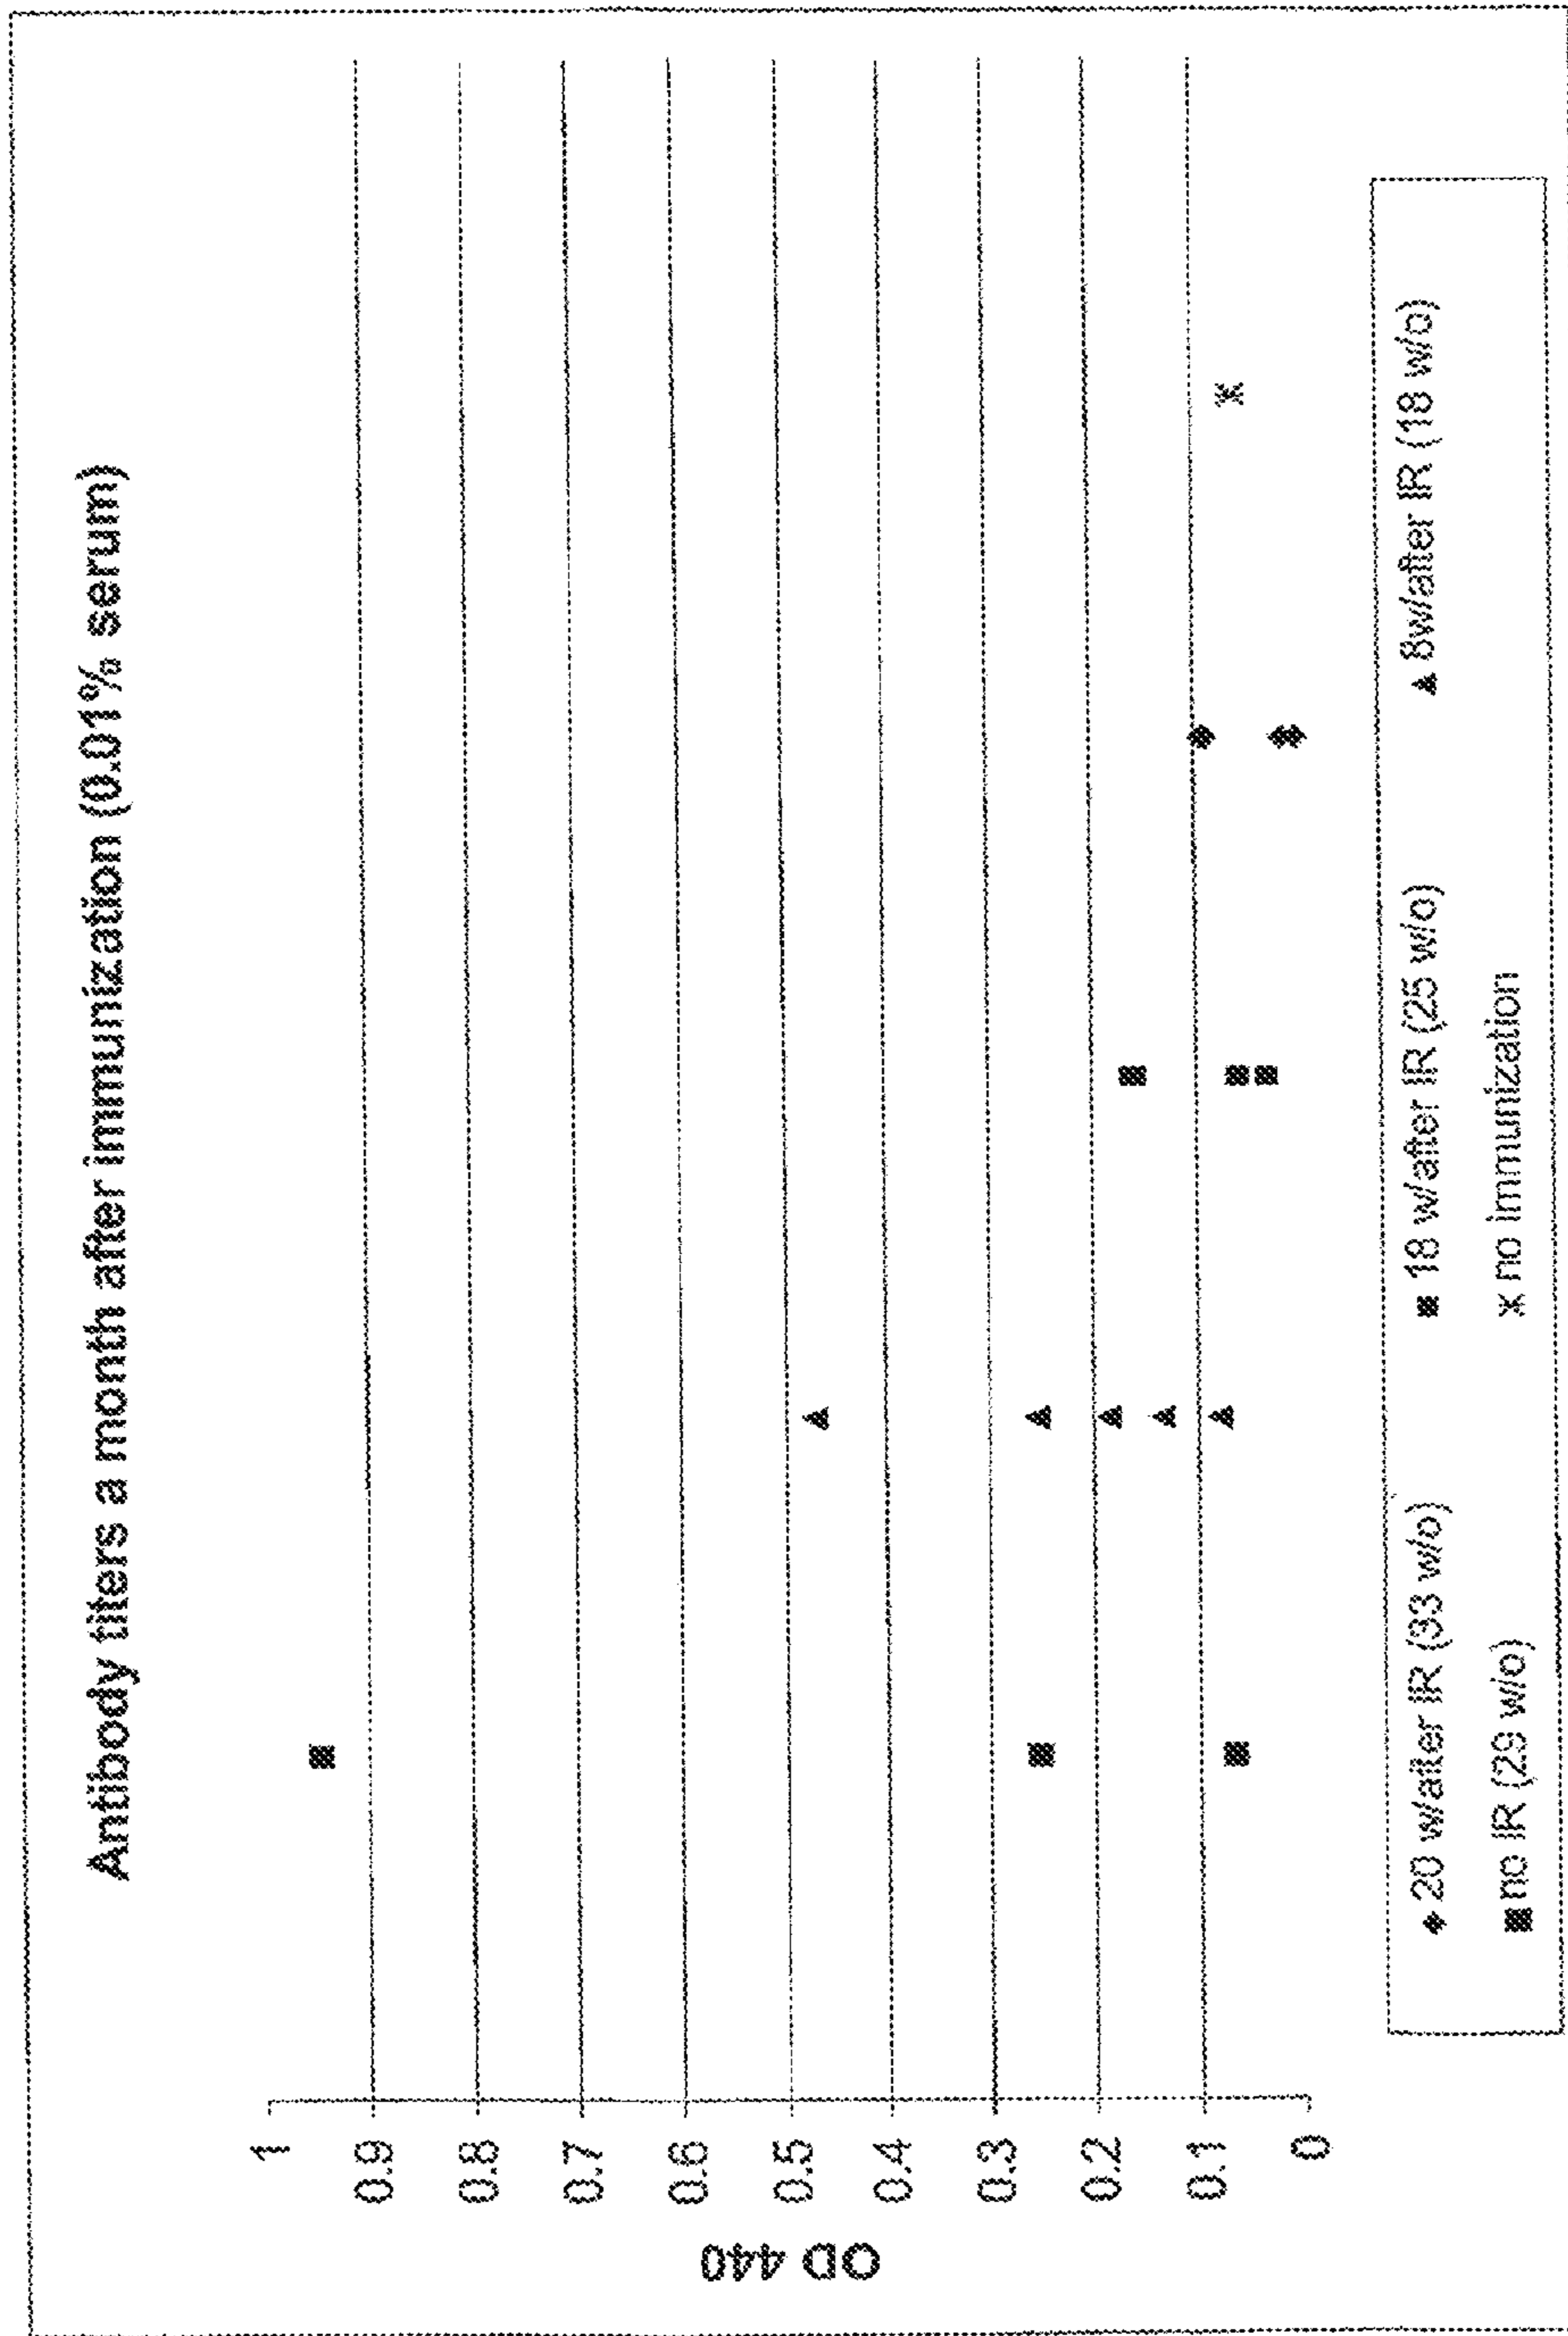 Antibody titers a month after immunization (0.01% serum)
OD 440
1
0.9
0.8
0.7
0.6
0.5
0.4
0.3
0.2
0.1
0
20 w/after IR (33 w/o)
18 w/after IR (25 w/o)
8w/after IR (18 w/o)
no IR (29 w/o)
no immunization